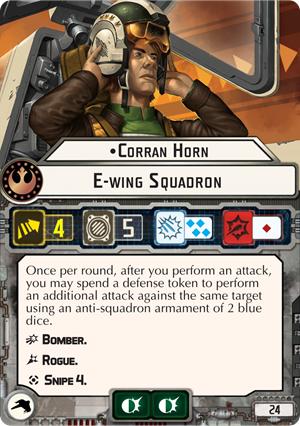 •Corran Horn
E-wing Squadron
4
5
Once per round, after you perform an attack,
you may spend a defense token to perform
an additional attack against the same target
using an anti-squadron armament of 2 blue
dice.
Bomber.
Rogue.
Snipe 4.
24